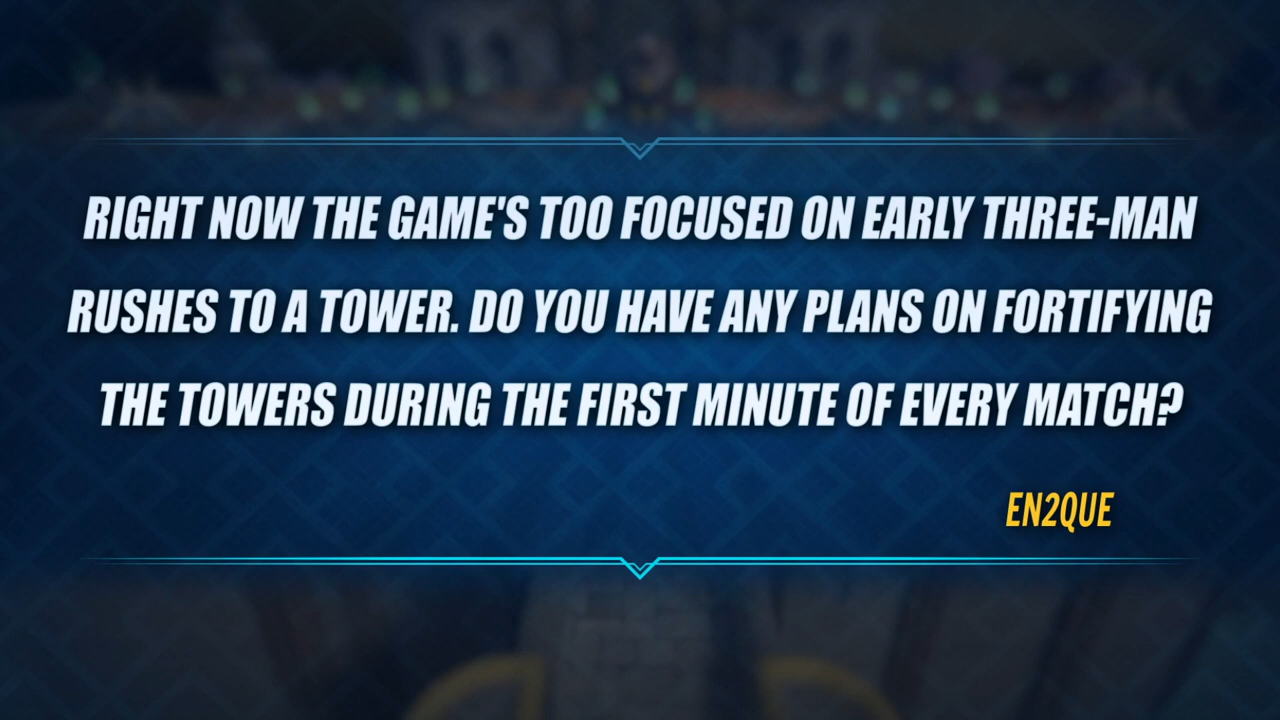 RIGHT NOW THE GAME'S TOO FOCUSED ON EARLY THREE-MAN
RUSHES TO A TOWER. DO YOU HAVE ANY PLANS ON FORTIFYING
THE TOWERS DURING THE FIRST MINUTE OF EVERY MATCH?
EN2QUE